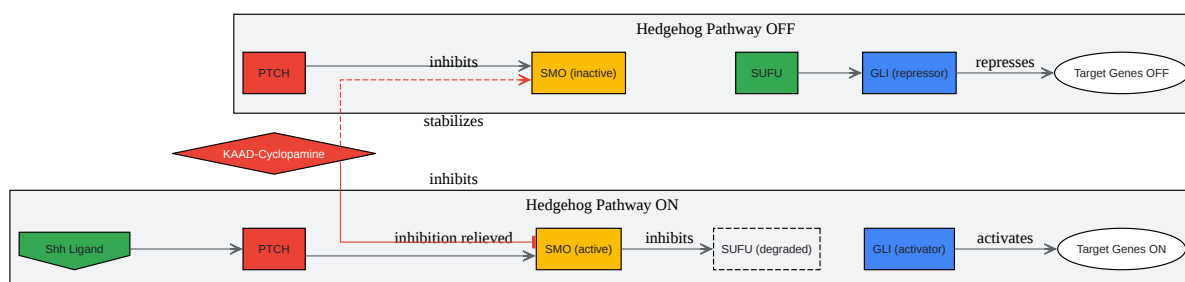 Hedgehog Pathway OFF
PTCH
inhibits
SMO (inactive)
SUFU
GLI (repressor)
represses
Target Genes OFF
stabilizes
KAAD-Cyclopamine
inhibits
Hedgehog Pathway ON
Shh Ligand
PTCH
inhibition relieved
SMO (active)
inhibits
SUFU (degraded)
GLI (activator)
activates
Target Genes ON